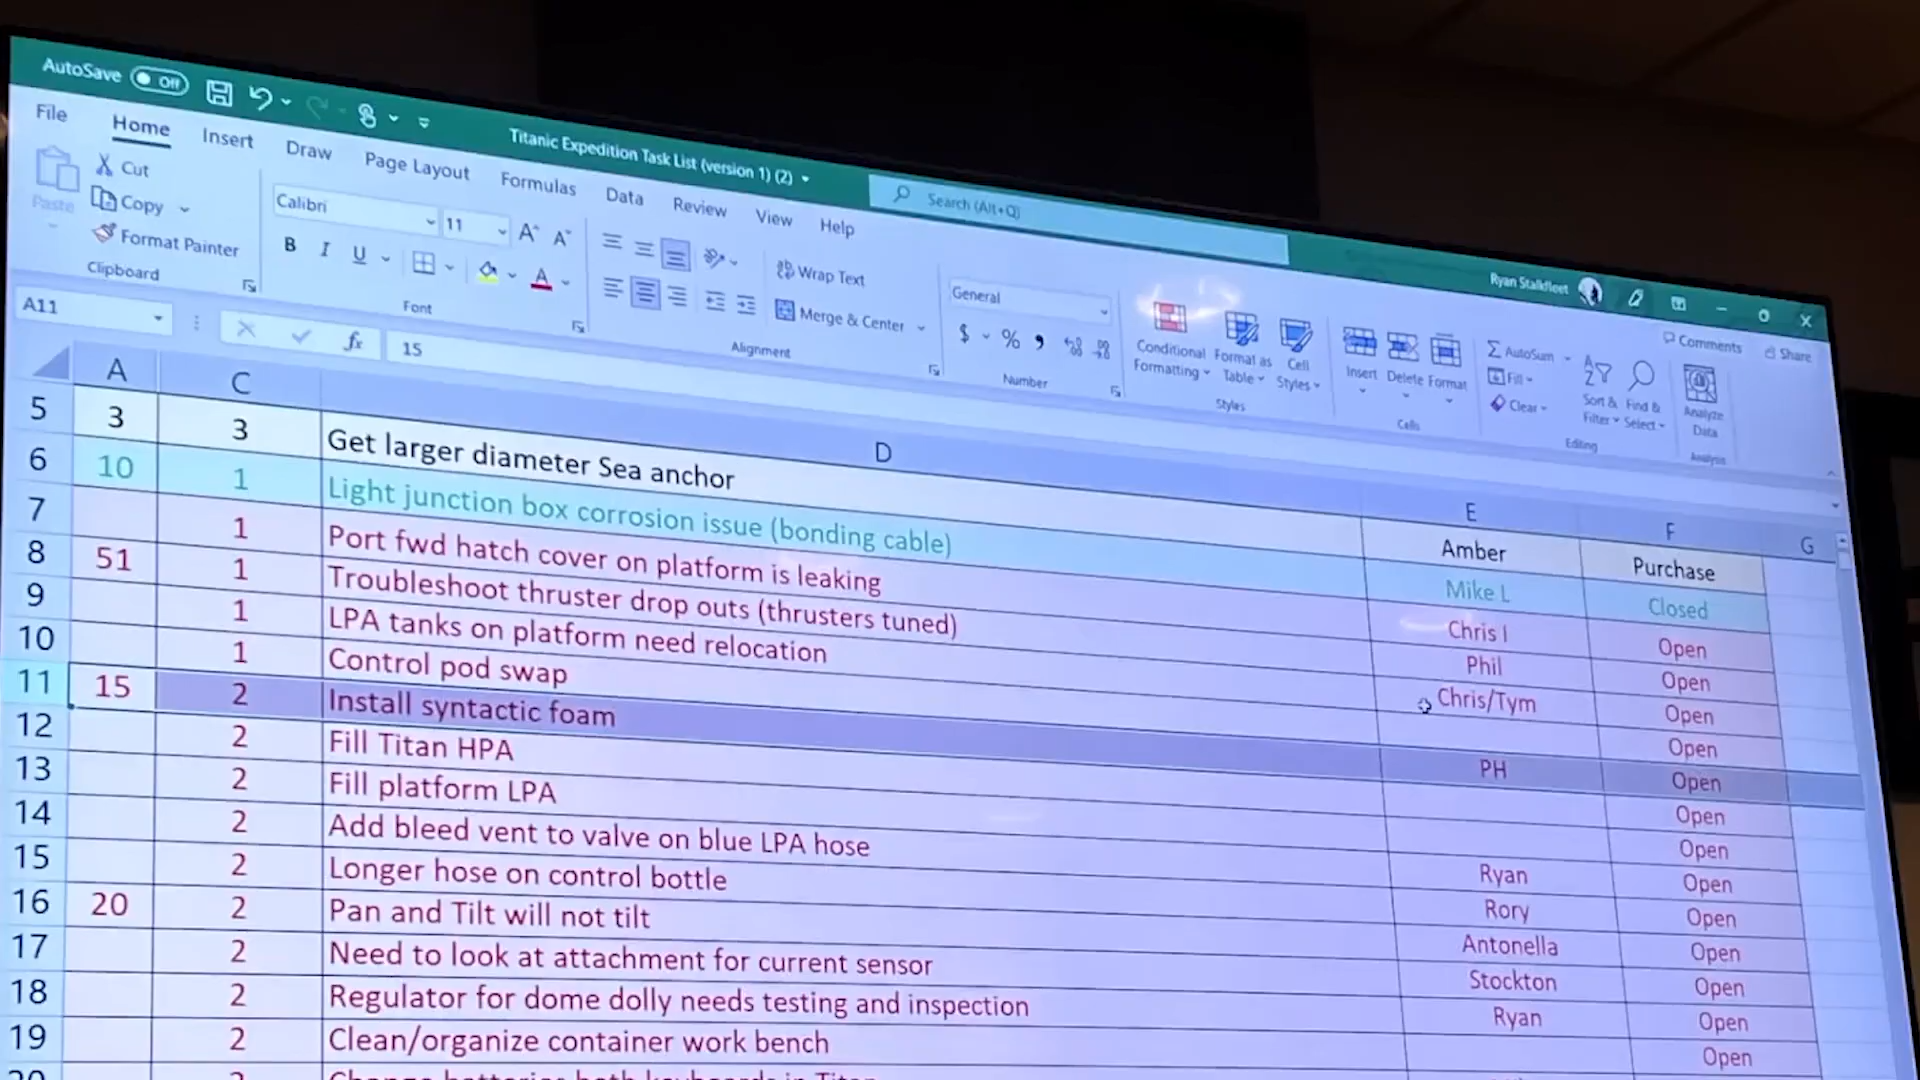 AutoSave Off
Titanic Expedition Task List (version 1) (2)
Search (Alt+Q)
Ryan Stalkfleet
File Home Insert Draw Page Layout Formulas Data Review View Help
Comments Share
Paste
Cut
Copy
Format Painter
Clipboard
Calibri 11
B I U
Font
Wrap Text
Merge & Center
Alignment
General
$ % ,
Number
Conditional Formatting
Format as Table
Cell Styles
Styles
Insert Delete Format
Cells
AutoSum
Fill
Clear
Sort & Filter
Find & Select
Editing
Analyze Data
Analysis
A11 fx 15
A C D E F G
5 3 3 Get larger diameter Sea anchor Amber Purchase
6 10 1 Light junction box corrosion issue (bonding cable) Mike L Closed
7 1 Port fwd hatch cover on platform is leaking Chris I Open
8 51 1 Troubleshoot thruster drop outs (thrusters tuned) Phil Open
9 1 LPA tanks on platform need relocation Chris/Tym Open
10 1 Control pod swap Open
11 15 2 Install syntactic foam PH Open
12 2 Fill Titan HPA Open
13 2 Fill platform LPA Open
14 2 Add bleed vent to valve on blue LPA hose Ryan Open
15 2 Longer hose on control bottle Rory Open
16 20 2 Pan and Tilt will not tilt Antonella Open
17 2 Need to look at attachment for current sensor Stockton Open
18 2 Regulator for dome dolly needs testing and inspection Ryan Open
19 2 Clean/organize container work bench Open